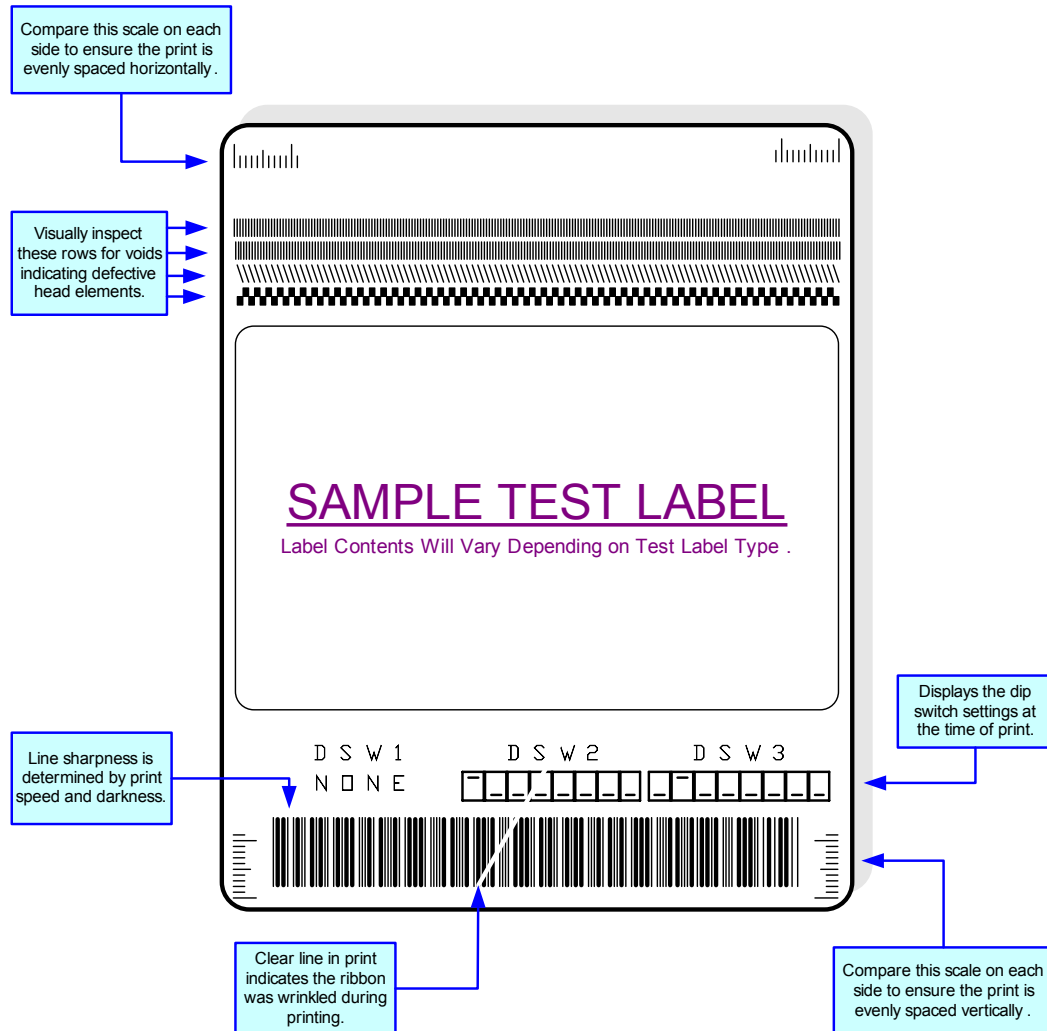 Compare this scale on each
side to ensure the print is
evenly spaced horizontally .
Visually inspect
these rows for voids
indicating defective
head elements.
SAMPLE TEST LABEL
Label Contents Will Vary Depending on Test Label Type .
Displays the dip
switch settings at
the time of print.
Line sharpness is
determined by print
speed and darkness.
DSW1
NONE
DSW2
DSW3
Clear line in print
indicates the ribbon
was wrinkled during
printing.
Compare this scale on each
side to ensure the print is
evenly spaced vertically .